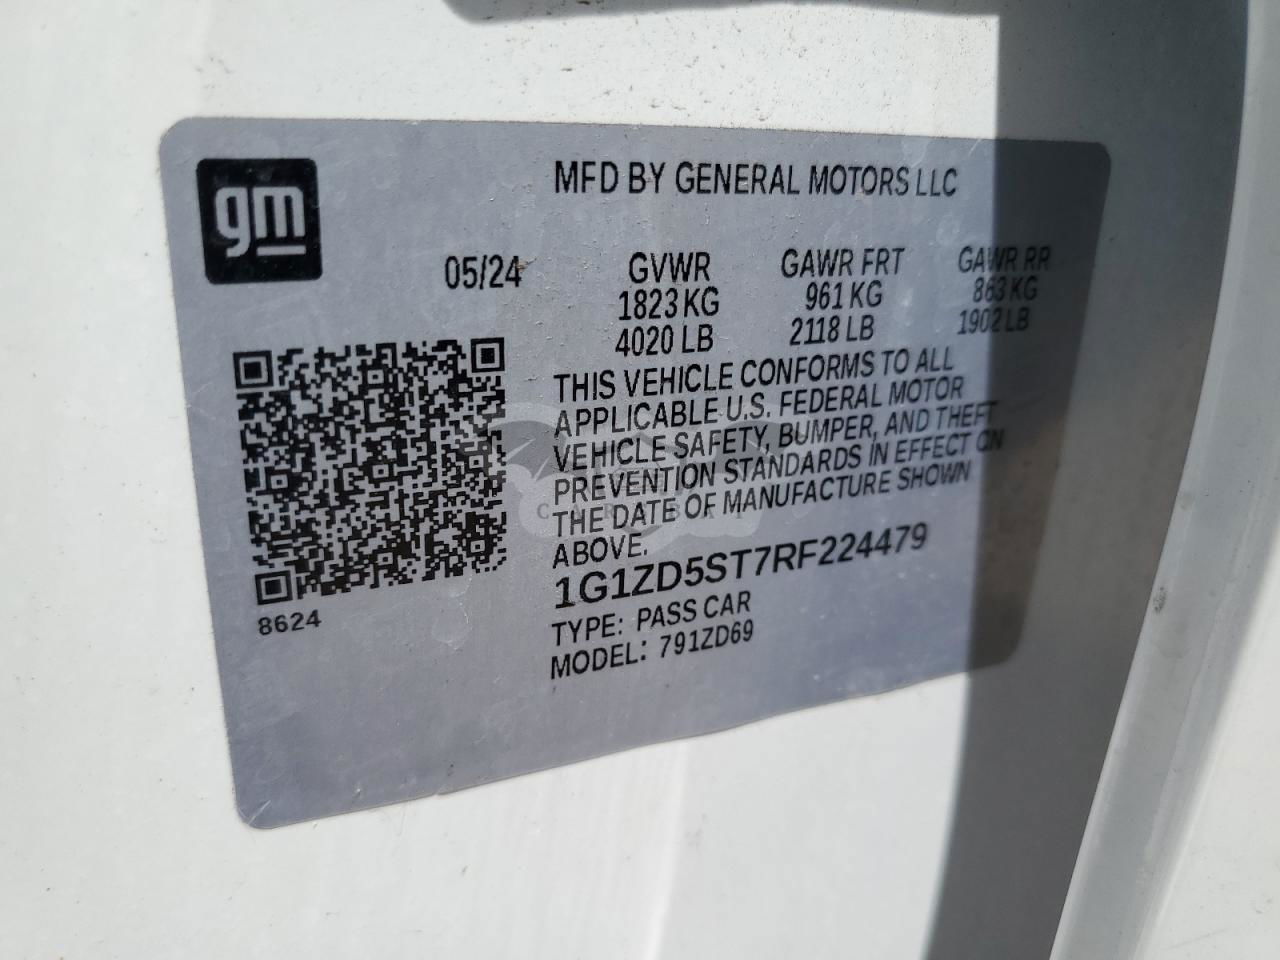 gm
MFD BY GENERAL MOTORS LLC
05/24 GVWR GAWR FRT GAWR RR
1823 KG 961 KG 863 KG
4020 LB 2118 LB 1902 LB
THIS VEHICLE CONFORMS TO ALL
APPLICABLE U.S. FEDERAL MOTOR
VEHICLE SAFETY, BUMPER, AND THEFT
PREVENTION STANDARDS IN EFFECT ON
THE DATE OF MANUFACTURE SHOWN
ABOVE.
1G1ZD5ST7RF224479
TYPE: PASS CAR
MODEL: 791ZD69
8624